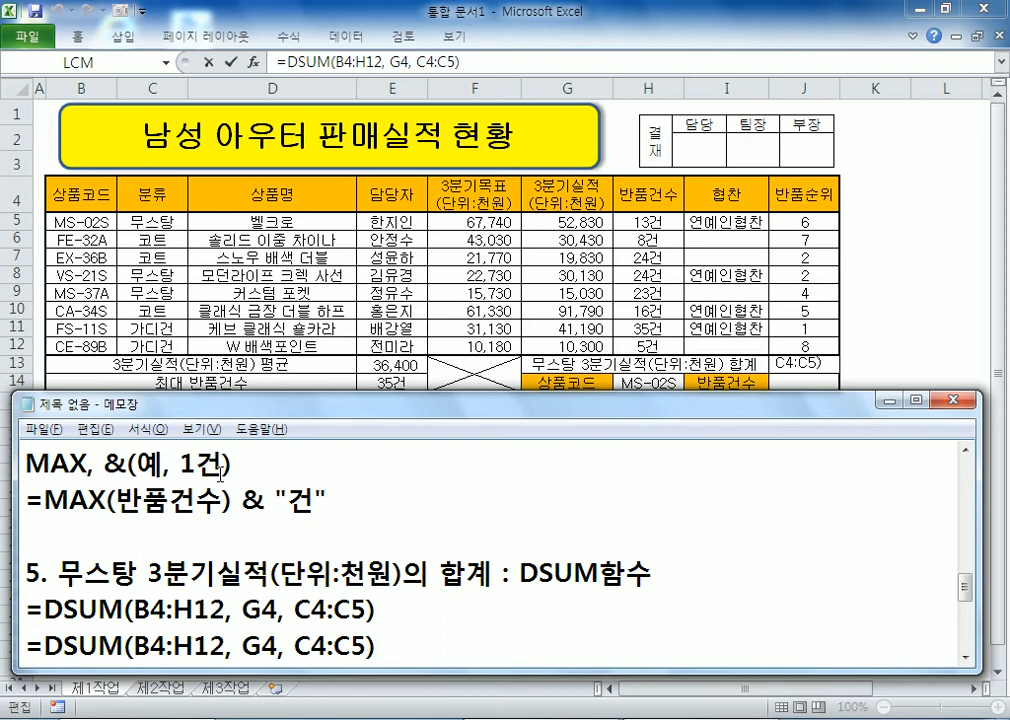 통합 문서1 - Microsoft Excel
파일 홈 삽입 페이지 레이아웃 수식 데이터 검토 보기
LCM fx =DSUM(B4:H12, G4, C4:C5)
A B C D E F G H I J K L
1 남성 아우터 판매실적 현황 결재 담당 팀장 부장
2
3
4 상품코드 분류 상품명 담당자 3분기목표 (단위:천원) 3분기실적 (단위:천원) 반품건수 협찬 반품순위
5 MS-02S 무스탕 벨크로 한지인 67,740 52,830 13건 연예인협찬 6
6 FE-32A 코트 솔리드 이중 차이나 안정수 43,030 30,430 8건 7
7 EX-36B 코트 스노우 배색 더블 성윤하 21,770 19,830 24건 2
8 VS-21S 무스탕 모던라이프 크렉 사선 김유경 22,730 30,130 24건 연예인협찬 2
9 MS-37A 무스탕 커스텀 포켓 정유수 15,730 15,030 23건 4
10 CA-34S 코트 클래식 금장 더블 하프 홍은지 61,330 91,790 16건 연예인협찬 5
11 FS-11S 가디건 케브 클래식 숄카라 배강열 31,130 41,190 35건 연예인협찬 1
12 CE-89B 가디건 W 배색포인트 전미라 10,180 10,300 5건 8
13 3분기실적(단위:천원) 평균 36,400 무스탕 3분기실적(단위:천원) 합계 C4:C5)
14 최대 반품건수 35건 상품코드 MS-02S 반품건수
제목 없음 - 메모장
파일(F) 편집(E) 서식(O) 보기(V) 도움말(H)
MAX, &(예, 1건)
=MAX(반품건수) & "건"
5. 무스탕 3분기실적(단위:천원)의 합계 : DSUM함수
=DSUM(B4:H12, G4, C4:C5)
=DSUM(B4:H12, G4, C4:C5)
제1작업 제2작업 제3작업
편집 100%